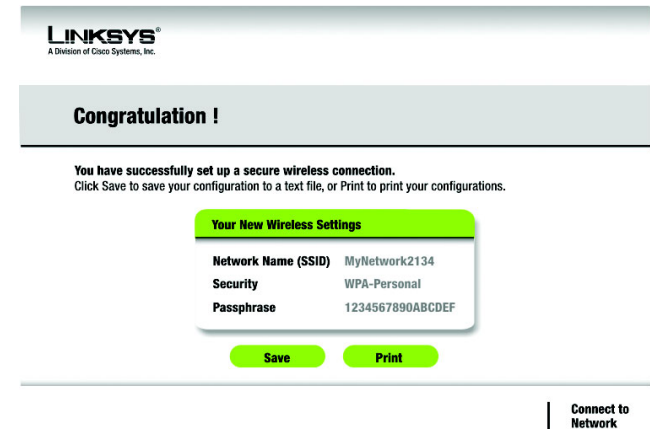 LINKSYS®
A Division of Cisco Systems, Inc.
Congratulation !
You have successfully set up a secure wireless connection.
Click Save to save your configuration to a text file, or Print to print your configurations.
Your New Wireless Settings
Network Name (SSID) MyNetwork2134
Security WPA-Personal
Passphrase 1234567890ABCDEF
Save Print
Connect to
Network